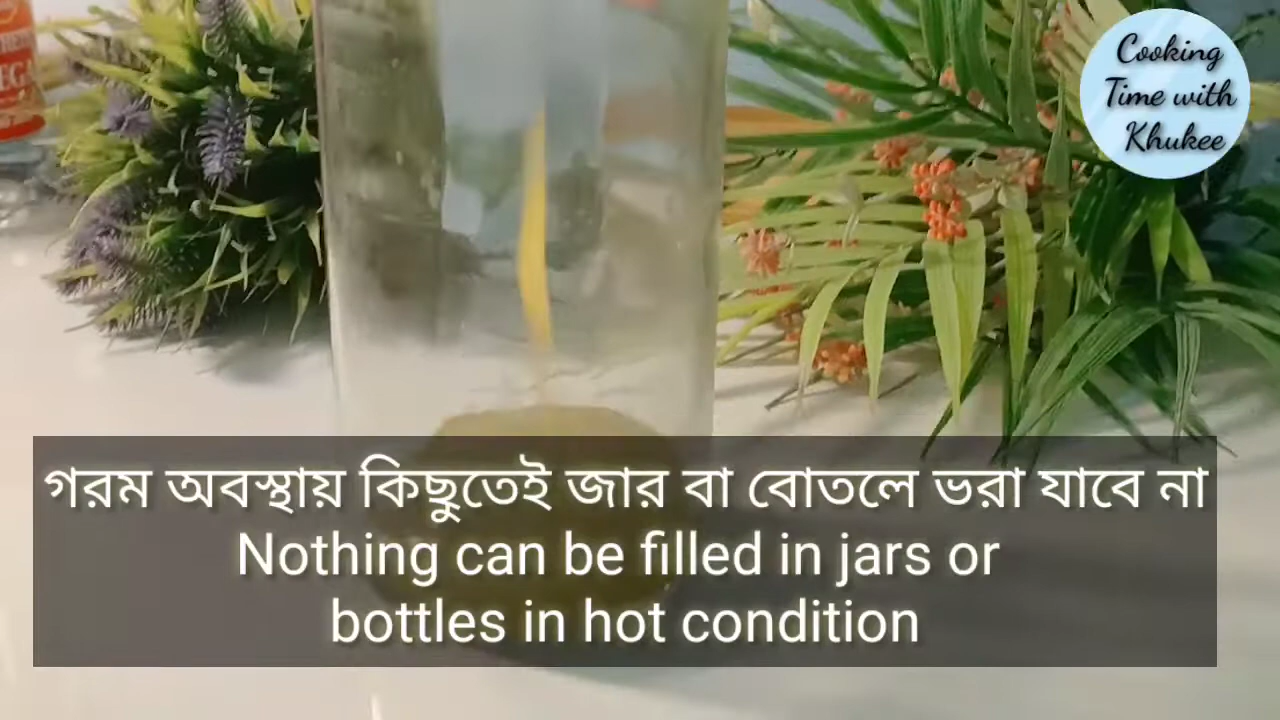 Cooking
Time with
Khukee
গরম অবস্থায় কিছুতেই জার বা বোতলে ভরা যাবে না
Nothing can be filled in jars or
bottles in hot condition